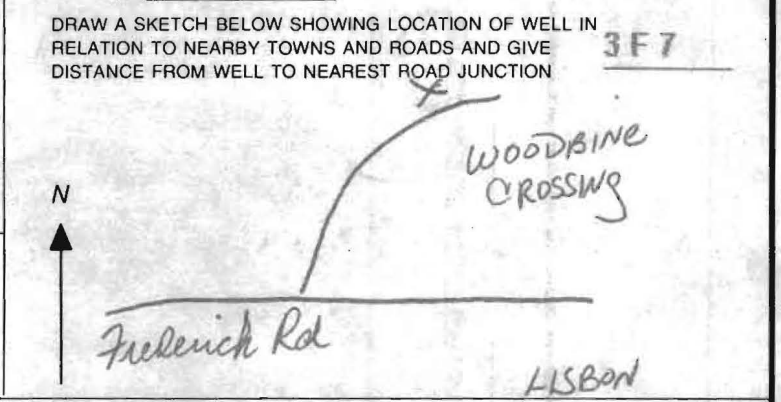 DRAW A SKETCH BELOW SHOWING LOCATION OF WELL IN
RELATION TO NEARBY TOWNS AND ROADS AND GIVE
DISTANCE FROM WELL TO NEAREST ROAD JUNCTION
3F7
X
WOODBINE
CROSSING
N
Frederick Rd
LISBON